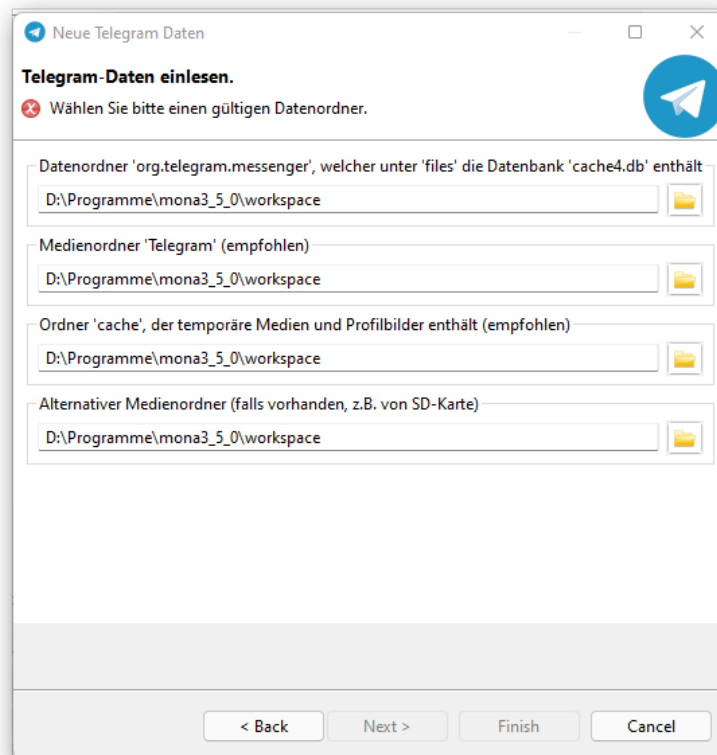 Neue Telegram Daten
Telegram-Daten einlesen.
Wählen Sie bitte einen gültigen Datenordner.
Datenordner 'org.telegram.messenger', welcher unter 'files' die Datenbank 'cache4.db' enthält
D:\Programme\mona3_5_0\workspace
Medienordner 'Telegram' (empfohlen)
D:\Programme\mona3_5_0\workspace
Ordner 'cache', der temporäre Medien und Profilbilder enthält (empfohlen)
D:\Programme\mona3_5_0\workspace
Alternativer Medienordner (falls vorhanden, z.B. von SD-Karte)
D:\Programme\mona3_5_0\workspace
< Back Next > Finish Cancel